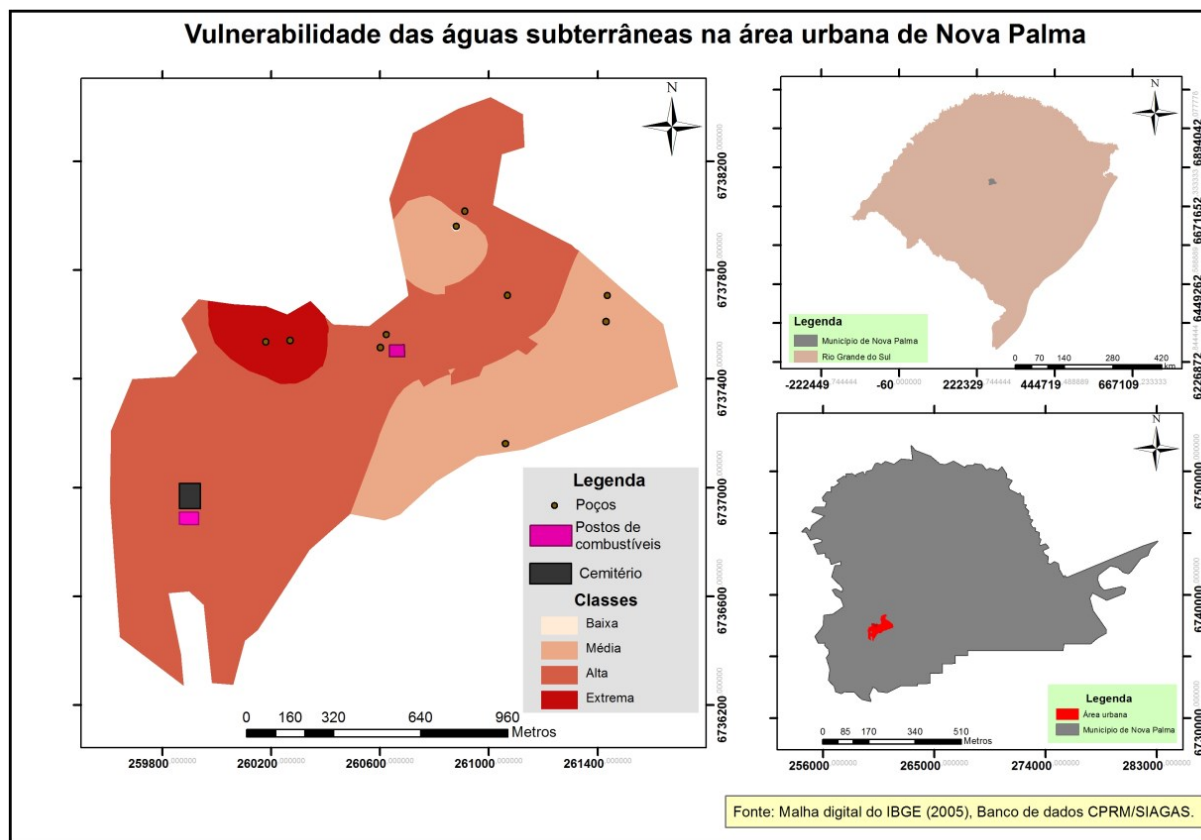 Vulnerabilidade das águas subterrâneas na área urbana de Nova Palma
N
6738200
6737800
6737400
6737000
6736600
6736200
259800 260200 260600 261000 261400
0 160 320 640 960
Metros
Legenda
Poços
Postos de
combustíveis
Cemitério
Classes
Baixa
Média
Alta
Extrema
N
6894042
6671652
6449262
6226872
-222449 -60 222329 444719 667109
Legenda
Município de Nova Palma
Rio Grande do Sul
0 70 140 280 420
km
N
6750000
6740000
673000
256000 265000 274000 283000
0 85 170 340 510
Metros
Legenda
Área urbana
Município de Nova Palma
Fonte: Malha digital do IBGE (2005), Banco de dados CPRM/SIAGAS.